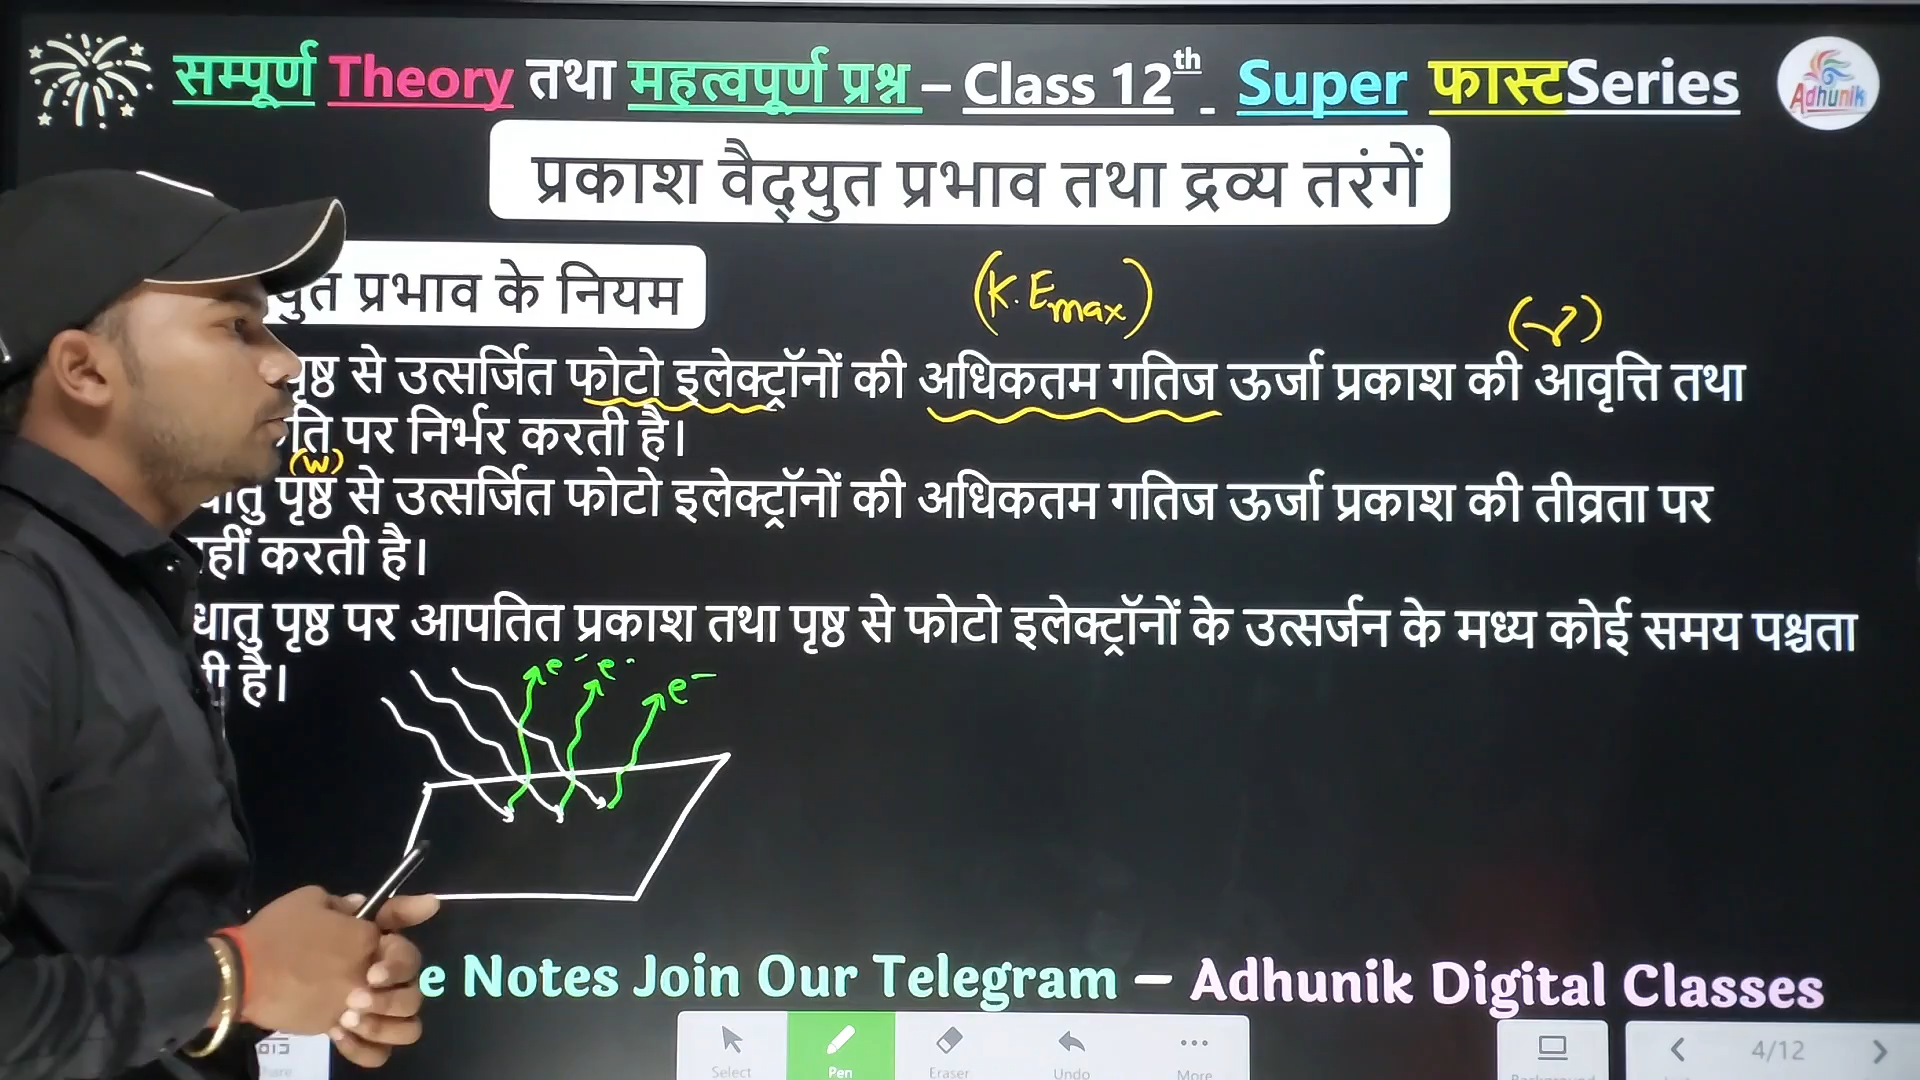 सम्पूर्ण Theory तथा महत्वपूर्ण प्रश्न – Class 12th - Super फास्टSeries
Adhunik
प्रकाश वैद्युत प्रभाव तथा द्रव्य तरंगें
प्रभाव के नियम
(K.Emax)
से उत्सर्जित फोटो इलेक्ट्रॉनों की अधिकतम गतिज ऊर्जा प्रकाश की आवृत्ति तथा
पर निर्भर करती है।
(W)
पृष्ठ से उत्सर्जित फोटो इलेक्ट्रॉनों की अधिकतम गतिज ऊर्जा प्रकाश की तीव्रता पर
करती है।
धातु पृष्ठ पर आपतित प्रकाश तथा पृष्ठ से फोटो इलेक्ट्रॉनों के उत्सर्जन के मध्य कोई समय पश्चता
है।
e- e- e-
Notes Join Our Telegram – Adhunik Digital Classes
Select Pen Eraser Undo More
4/12